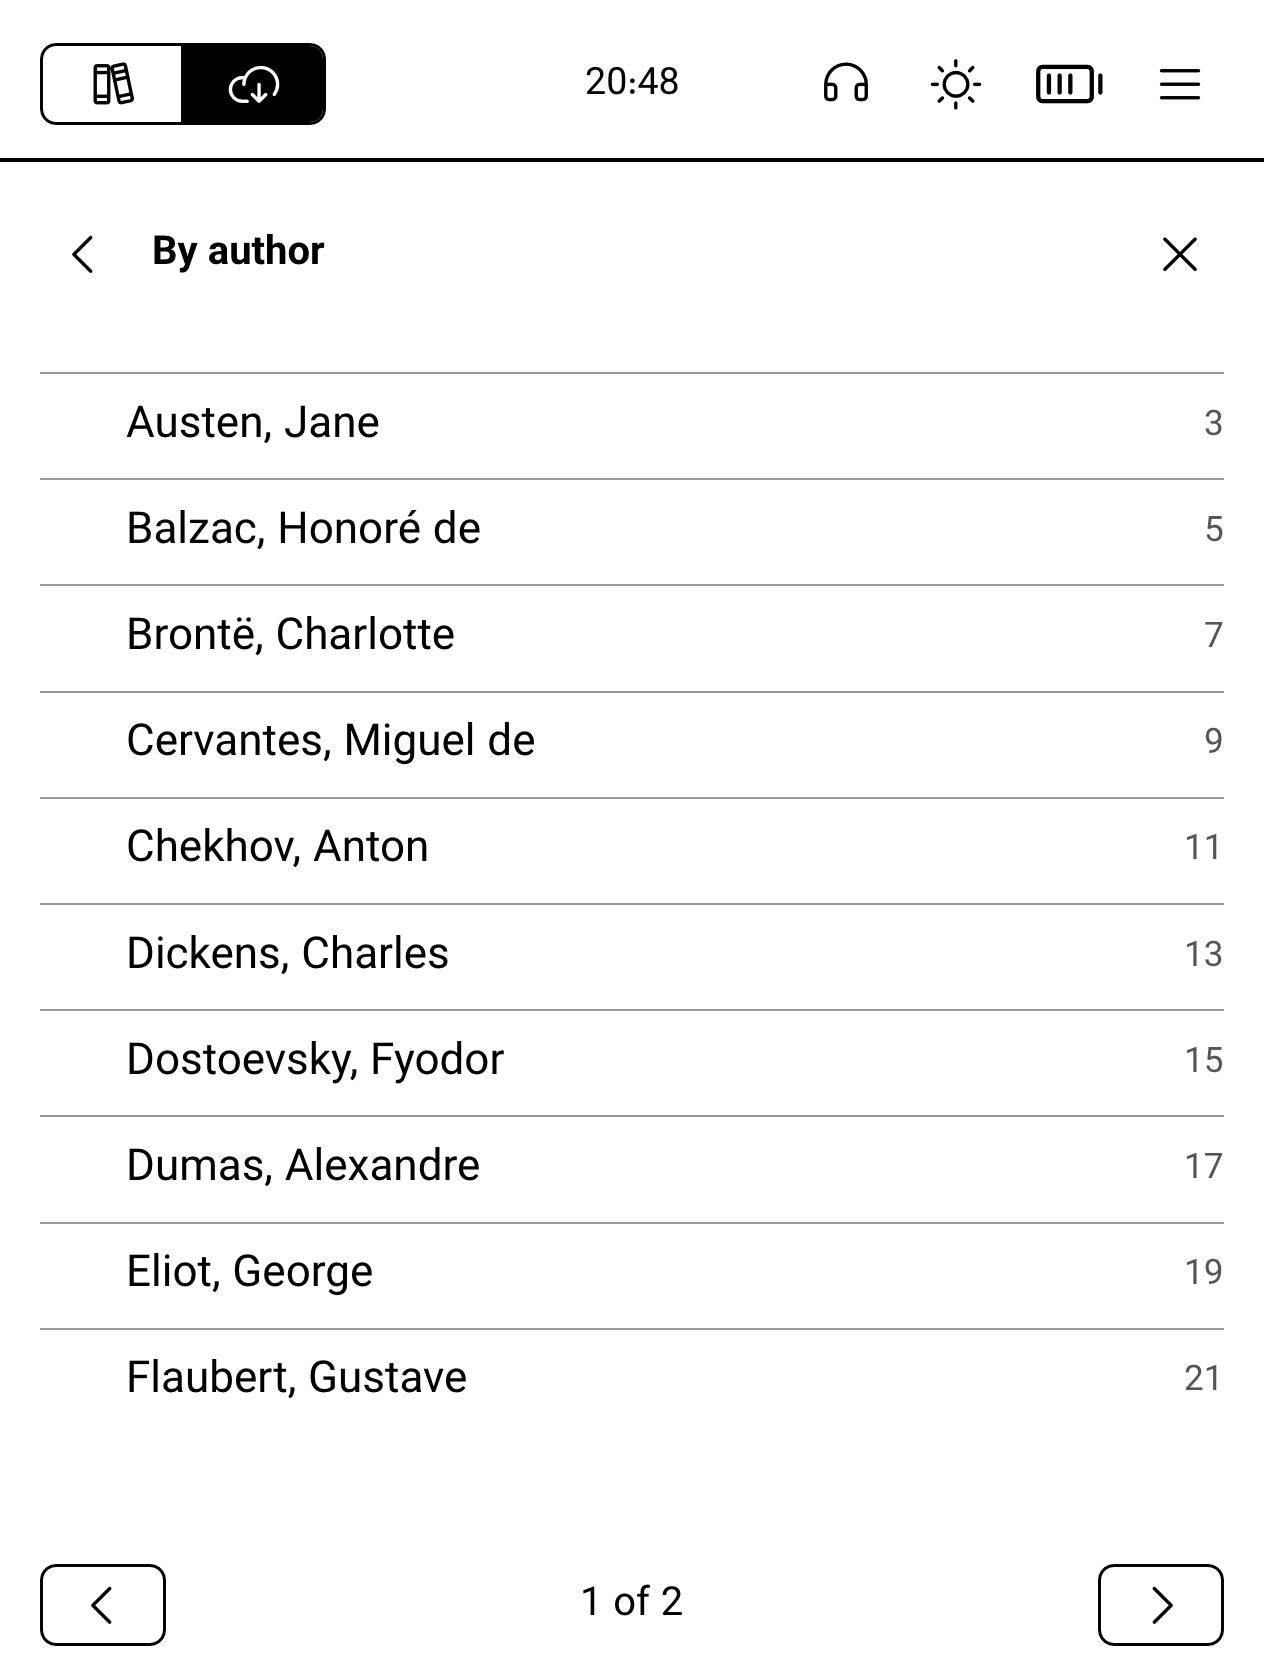 20:48
By author
Austen, Jane 3
Balzac, Honoré de 5
Brontë, Charlotte 7
Cervantes, Miguel de 9
Chekhov, Anton 11
Dickens, Charles 13
Dostoevsky, Fyodor 15
Dumas, Alexandre 17
Eliot, George 19
Flaubert, Gustave 21
1 of 2